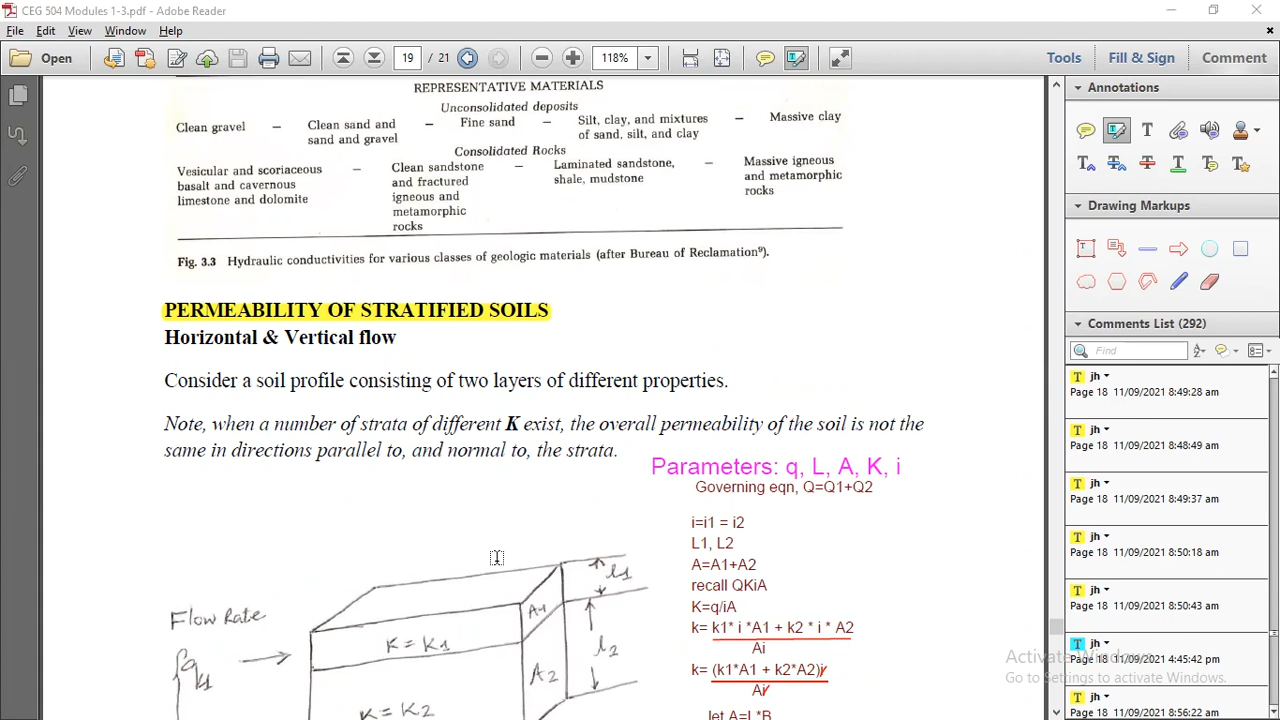 CEG 504 Modules 1-3.pdf - Adobe Reader
File Edit View Window Help
Open 19 / 21 118% Tools Fill & Sign Comment
REPRESENTATIVE MATERIALS
Unconsolidated deposits
Clean gravel – Clean sand and sand and gravel – Fine sand – Silt, clay, and mixtures of sand, silt, and clay – Massive clay
Consolidated Rocks
Vesicular and scoriaceous basalt and cavernous limestone and dolomite – Clean sandstone and fractured igneous and metamorphic rocks – Laminated sandstone, shale, mudstone – Massive igneous and metamorphic rocks
Fig. 3.3 Hydraulic conductivities for various classes of geologic materials (after Bureau of Reclamation⁹).
PERMEABILITY OF STRATIFIED SOILS
Horizontal & Vertical flow
Consider a soil profile consisting of two layers of different properties.
Note, when a number of strata of different K exist, the overall permeability of the soil is not the
same in directions parallel to, and normal to, the strata.
Parameters: q, L, A, K, i
Governing eqn, Q=Q1+Q2
i=i1 = i2
L1, L2
A=A1+A2
recall QKiA
K=q/iA
k= k1* i *A1 + k2 * i * A2
Ai
k= (k1*A1 + k2*A2)i
Ai
let A=L*B
Flow Rate
K = K1
A1
l1
l2
A2
K = K2
Annotations
Drawing Markups
Comments List (292)
Find
jh
Page 18 11/09/2021 8:49:28 am
jh
Page 18 11/09/2021 8:48:49 am
jh
Page 18 11/09/2021 8:49:37 am
jh
Page 18 11/09/2021 8:50:18 am
jh
Page 18 11/09/2021 8:50:43 am
jh
Page 18 11/09/2021 4:45:42 pm
jh
Page 18 11/09/2021 8:56:22 am
Activate Windows
Go to Settings to activate Windows.